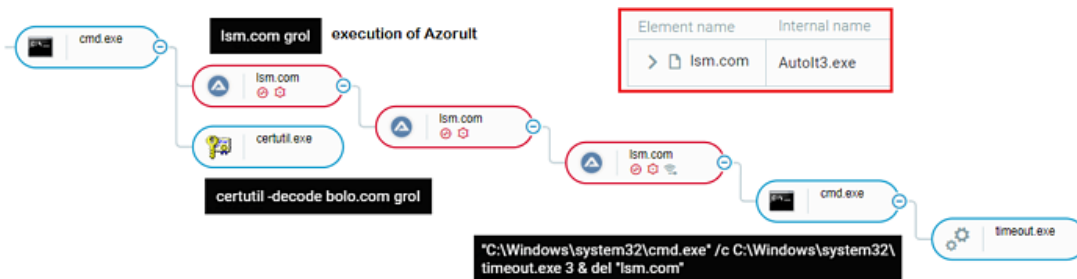 cmd.exe
lsm.com grol
execution of Azorult
Element name Internal name
lsm.com AutoIt3.exe
lsm.com
certutil.exe
certutil -decode bolo.com grol
lsm.com
lsm.com
cmd.exe
timeout.exe
"C:\Windows\system32\cmd.exe" /c C:\Windows\system32\
timeout.exe 3 & del "lsm.com"